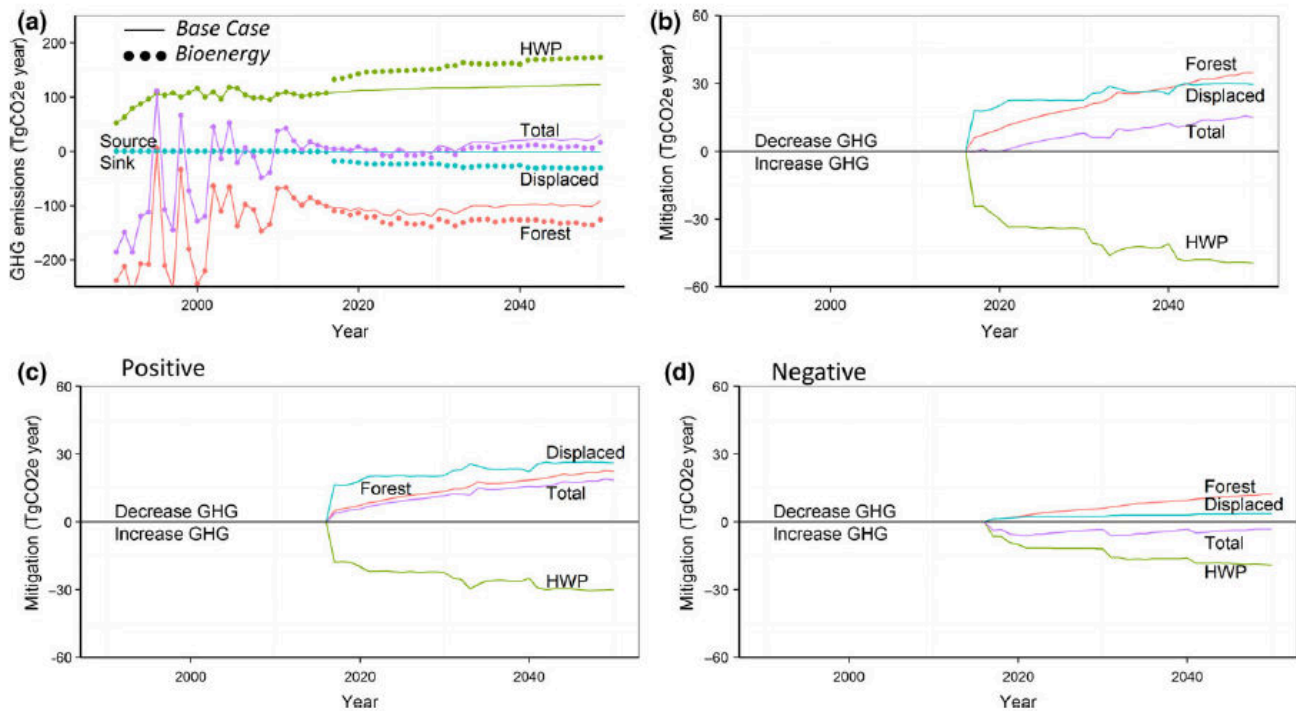 (a)
Base Case
Bioenergy
HWP
Source
Sink
Total
Displaced
Forest
200
100
0
−100
−200
2000
2020
2040
Year
GHG emissions (TgCO2e year)
(b)
60
30
0
−30
−60
Forest
Displaced
Total
HWP
Decrease GHG
Increase GHG
2000
2020
2040
Year
Mitigation (TgCO2e year)
(c)
Positive
60
30
0
−30
−60
Displaced
Forest
Total
HWP
Decrease GHG
Increase GHG
2000
2020
2040
Year
Mitigation (TgCO2e year)
(d)
Negative
60
30
0
−30
−60
Forest
Displaced
Total
HWP
Decrease GHG
Increase GHG
2000
2020
2040
Year
Mitigation (TgCO2e year)